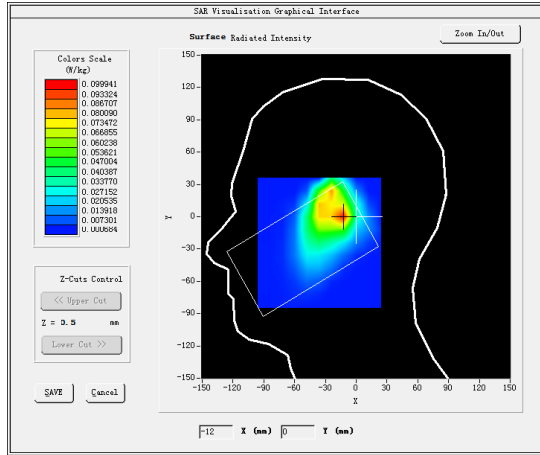 SAR Visualisation Graphical Interface
Surface Radiated Intensity
Zoom In/Out
Colors Scale
(W/kg)
0.099941
0.093324
0.086707
0.080090
0.073472
0.066855
0.060238
0.053621
0.047004
0.040387
0.033770
0.027152
0.020535
0.013918
0.007301
0.000684
Z-Cuts Control
<< Upper Cut
Z = 3.5 mm
Lower Cut >>
SAVE Cancel
150
120
90
60
30
Y 0
-30
-60
-90
-120
-150
-150 -120 -90 -60 -30 0 30 60 90 120 150
X
-12 X (mm) 0 Y (mm)